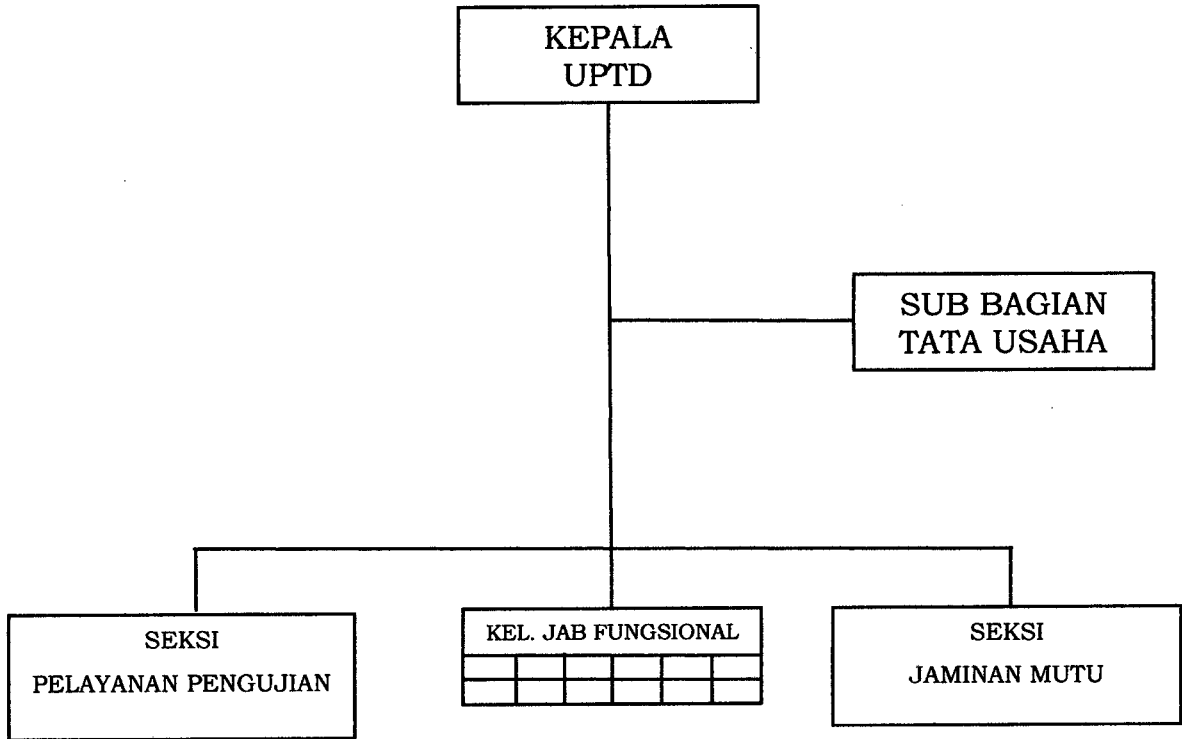 KEPALA
UPTD
SUB BAGIAN
TATA USAHA
SEKSI
PELAYANAN PENGUJIAN
KEL. JAB FUNGSIONAL
SEKSI
JAMINAN MUTU